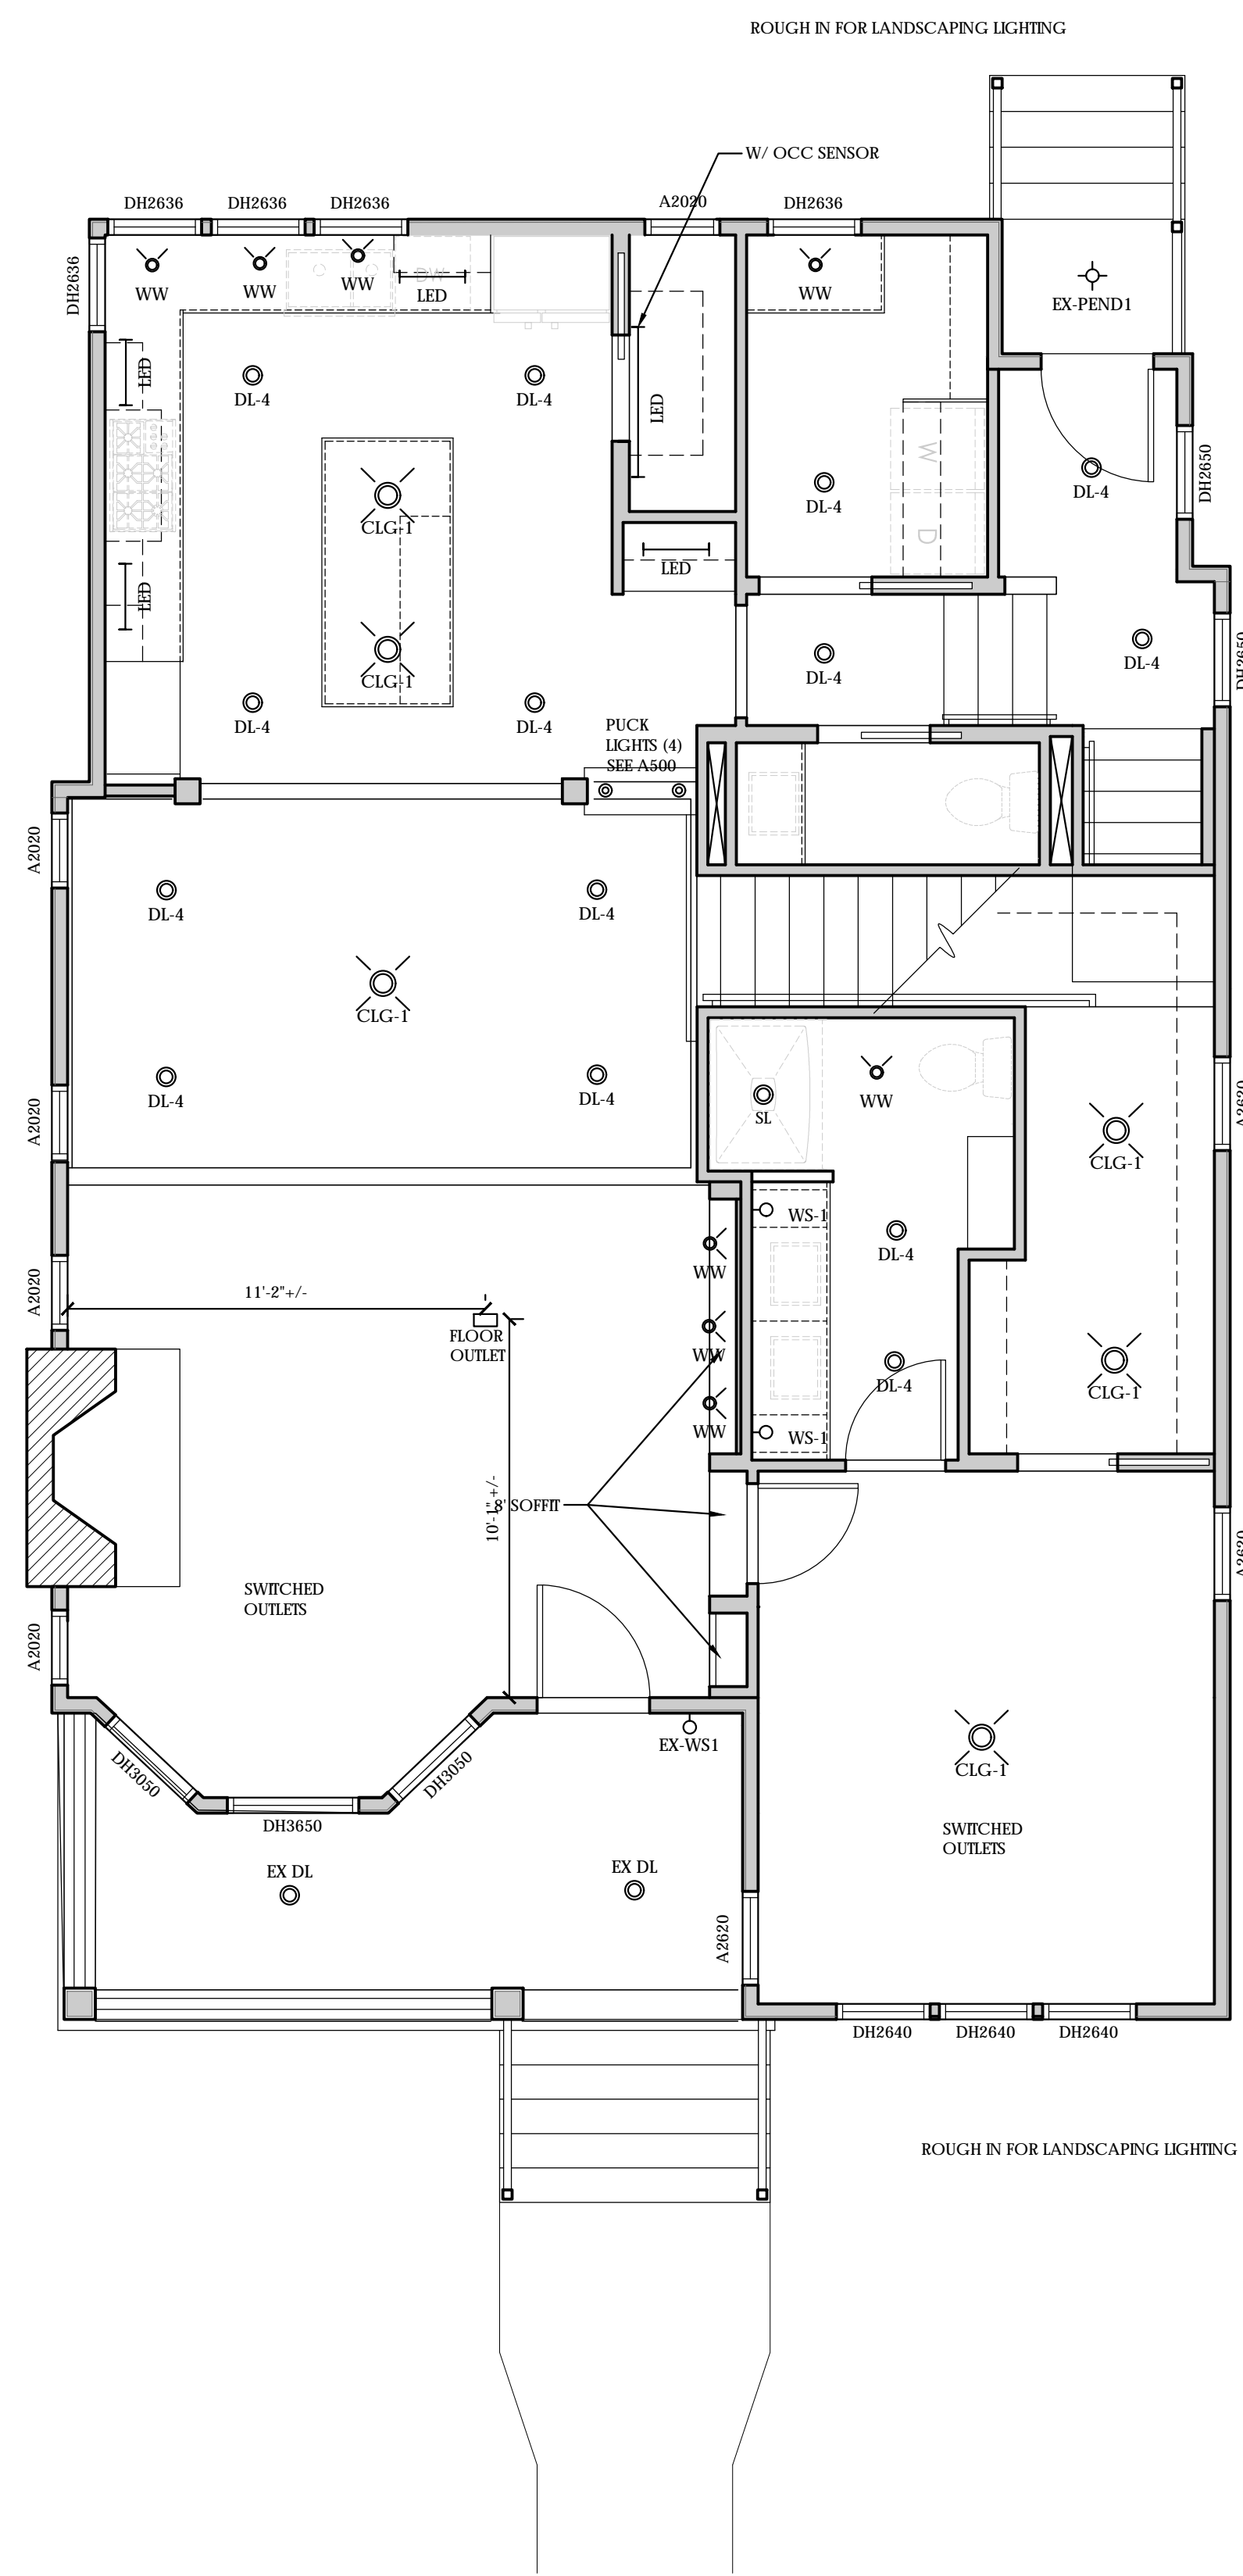 ROUGH IN FOR LANDSCAPING LIGHTING
W/ OCC SENSOR
DH2636
DH2636
DH2636
A2020
DH2636
DH2636
WW
WW
WW
DW
LED
WW
EX-PEND1
LED
DL-4
DL-4
LED
W
DH2650
DL-4
DL-4
CLG-1
D
LED
LED
CLG-1
DL-4
DL-4
DH2650
DL-4
DL-4
PUCK
LIGHTS (4)
SEE A500
A2020
DL-4
DL-4
CLG-1
DL-4
DL-4
A2020
SL
WW
A2620
CLG-1
WS-1
DL-4
A2020
WW
11'-2"+/-
FLOOR
OUTLET
WW
DL-4
CLG-1
WW
WS-1
10'-1"+/-
8' SOFFIT
A2620
SWITCHED
OUTLETS
A2020
EX-WS1
CLG-1
DH3050
DH3050
DH3650
SWITCHED
OUTLETS
EX DL
EX DL
A2620
DH2640
DH2640
DH2640
ROUGH IN FOR LANDSCAPING LIGHTING